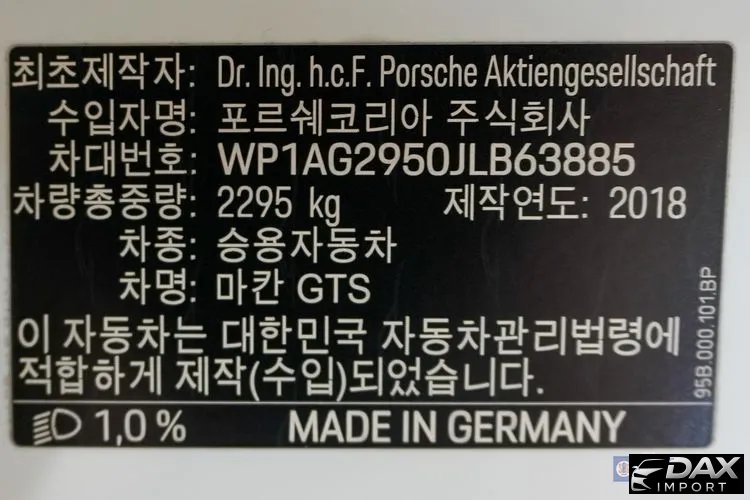 최초제작자: Dr. Ing. h.c.F. Porsche Aktiengesellschaft
수입자명: 포르쉐코리아 주식회사
차대번호: WP1AG2950JLB63885
차량총중량: 2295 kg 제작연도: 2018
차종: 승용자동차
차명: 마칸 GTS
이 자동차는 대한민국 자동차관리법령에
적합하게 제작(수입)되었습니다.
1,0 % MADE IN GERMANY
95B.000.101.BP
DAX
IMPORT